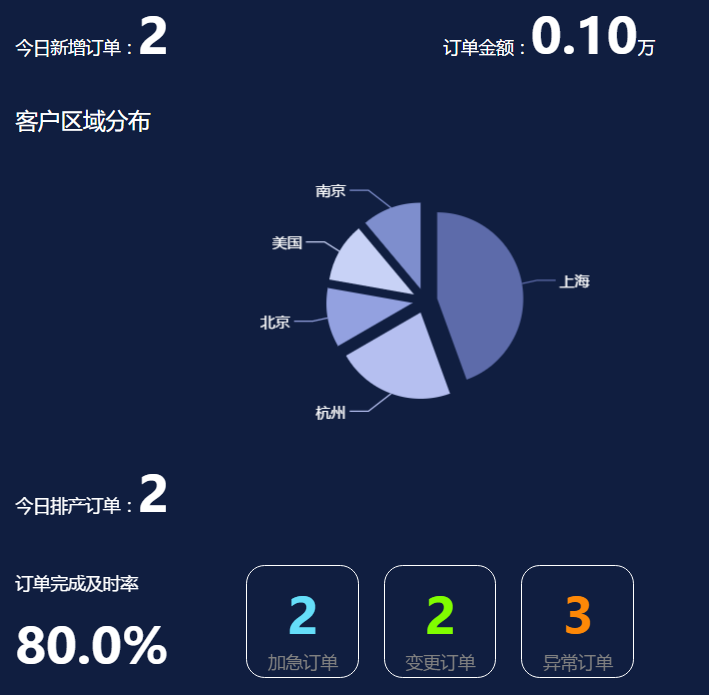 今日新增订单：2
订单金额：0.10万
客户区域分布
南京
美国
上海
北京
杭州
今日排产订单：2
订单完成及时率
80.0%
2
加急订单
2
变更订单
3
异常订单